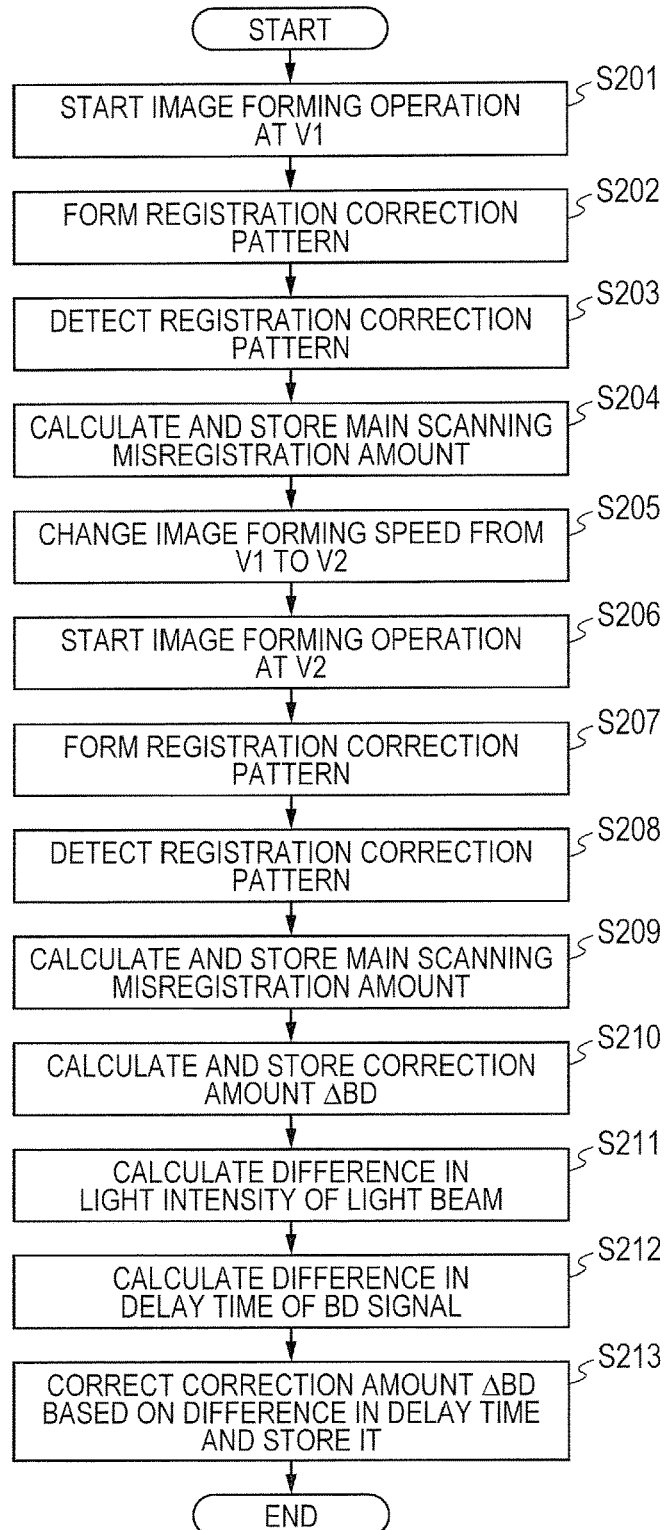 START
S201
START IMAGE FORMING OPERATION
AT V1
S202
FORM REGISTRATION CORRECTION
PATTERN
S203
DETECT REGISTRATION CORRECTION
PATTERN
S204
CALCULATE AND STORE MAIN SCANNING
MISREGISTRATION AMOUNT
S205
CHANGE IMAGE FORMING SPEED FROM
V1 TO V2
S206
START IMAGE FORMING OPERATION
AT V2
S207
FORM REGISTRATION CORRECTION
PATTERN
S208
DETECT REGISTRATION CORRECTION
PATTERN
S209
CALCULATE AND STORE MAIN SCANNING
MISREGISTRATION AMOUNT
S210
CALCULATE AND STORE CORRECTION
AMOUNT ΔBD
S211
CALCULATE DIFFERENCE IN
LIGHT INTENSITY OF LIGHT BEAM
S212
CALCULATE DIFFERENCE IN
DELAY TIME OF BD SIGNAL
S213
CORRECT CORRECTION AMOUNT ΔBD
BASED ON DIFFERENCE IN DELAY TIME
AND STORE IT
END